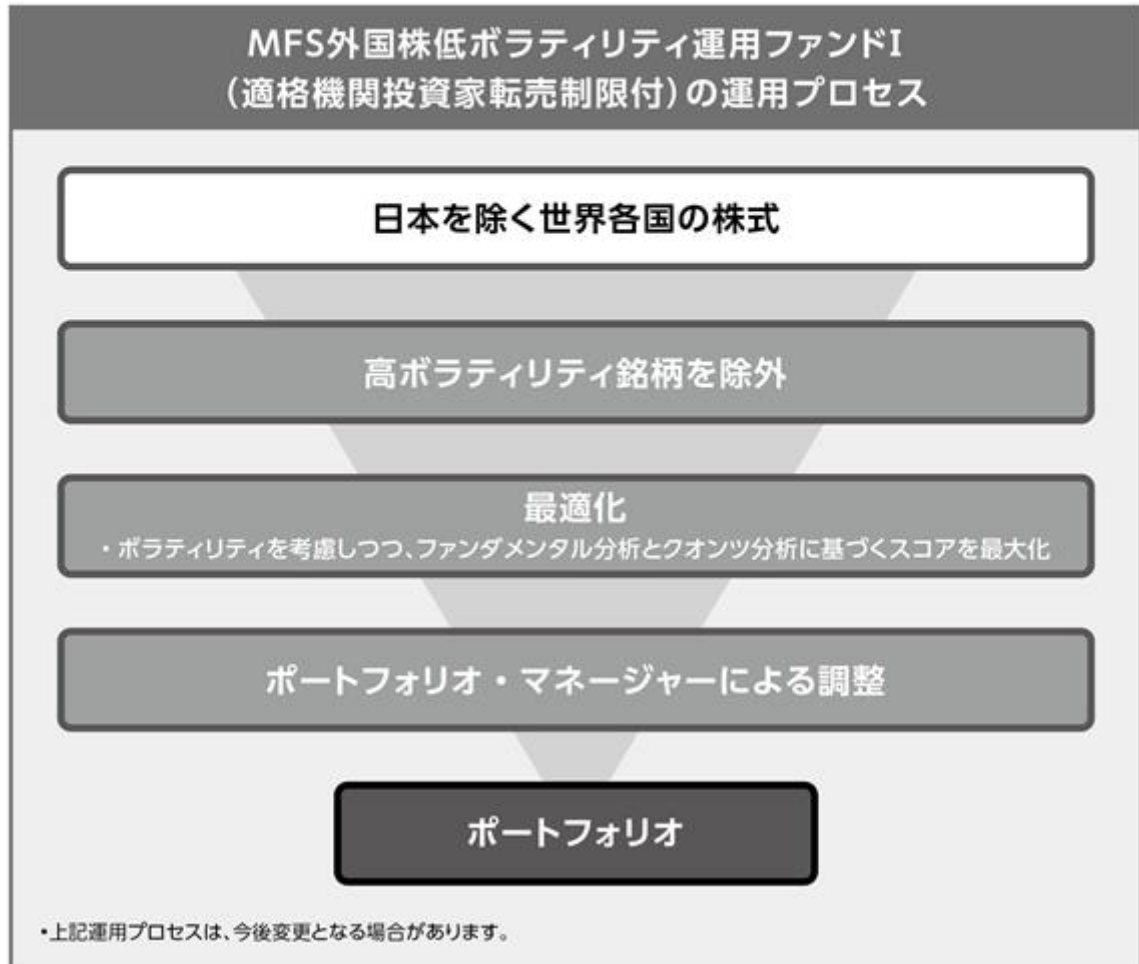 MFS外国株低ボラティリティ運用ファンドI
(適格機関投資家転売制限付)の運用プロセス
日本を除く世界各国の株式
高ボラティリティ銘柄を除外
最適化
・ボラティリティを考慮しつつ、ファンダメンタル分析とクオンツ分析に基づくスコアを最大化
ポートフォリオ・マネージャーによる調整
ポートフォリオ
•上記運用プロセスは、今後変更となる場合があります。